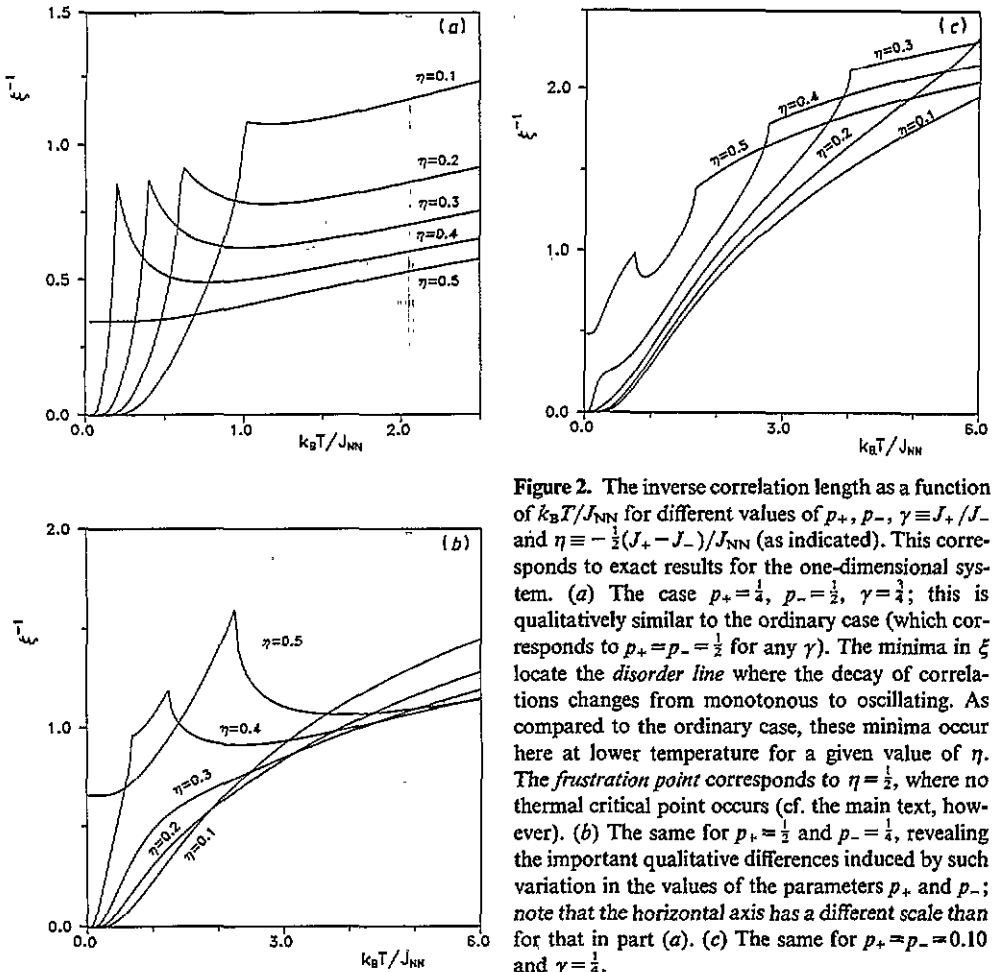 1.5
(a)
η=0.1
ξ⁻¹
1.0
η=0.2
η=0.3
0.5
η=0.4
η=0.5
0.0
0.0
1.0
2.0
k_BT/J_NN
(c)
η=0.3
2.0
η=0.4
ξ⁻¹
η=0.5
η=0.2
η=0.1
1.0
0.0
0.0
3.0
6.0
k_BT/J_NN
2.0
(b)
ξ⁻¹
η=0.5
1.0
η=0.4
η=0.3
η=0.2
η=0.1
0.0
0.0
3.0
6.0
k_BT/J_NN
Figure 2. The inverse correlation length as a function
of k_BT/J_NN for different values of p₊, p₋, γ ≡ J₊/J₋
and η ≡ −½(J₊ − J₋)/J_NN (as indicated). This corre-
sponds to exact results for the one-dimensional sys-
tem. (a) The case p₊ = ¼, p₋ = ½, γ = ¾; this is
qualitatively similar to the ordinary case (which cor-
responds to p₊ = p₋ = ½ for any γ). The minima in ξ
locate the disorder line where the decay of correla-
tions changes from monotonous to oscillating. As
compared to the ordinary case, these minima occur
here at lower temperature for a given value of η.
The frustration point corresponds to η = ½, where no
thermal critical point occurs (cf. the main text, how-
ever). (b) The same for p₊ = ½ and p₋ = ¼, revealing
the important qualitative differences induced by such
variation in the values of the parameters p₊ and p₋;
note that the horizontal axis has a different scale than
for that in part (a). (c) The same for p₊ = p₋ = 0.10
and γ = ¼.